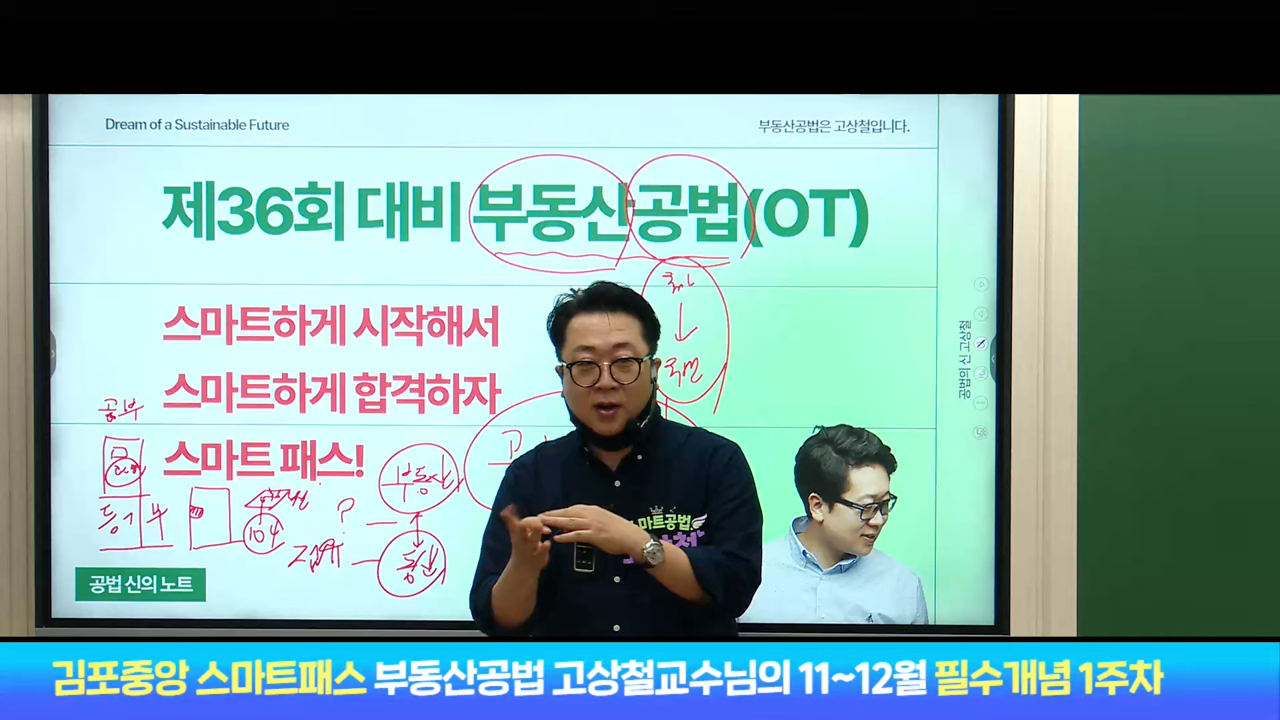 Dream of a Sustainable Future
부동산공법은 고상철입니다.
제36회 대비 부동산공법(OT)
스마트하게 시작해서
스마트하게 합격하자
스마트 패스!
공부
등기부
104
?
부동산
동산
고
공법의 신 고상철
마트공법
공법 신의 노트
김포중앙 스마트패스 부동산공법 고상철교수님의 11~12월 필수개념 1주차